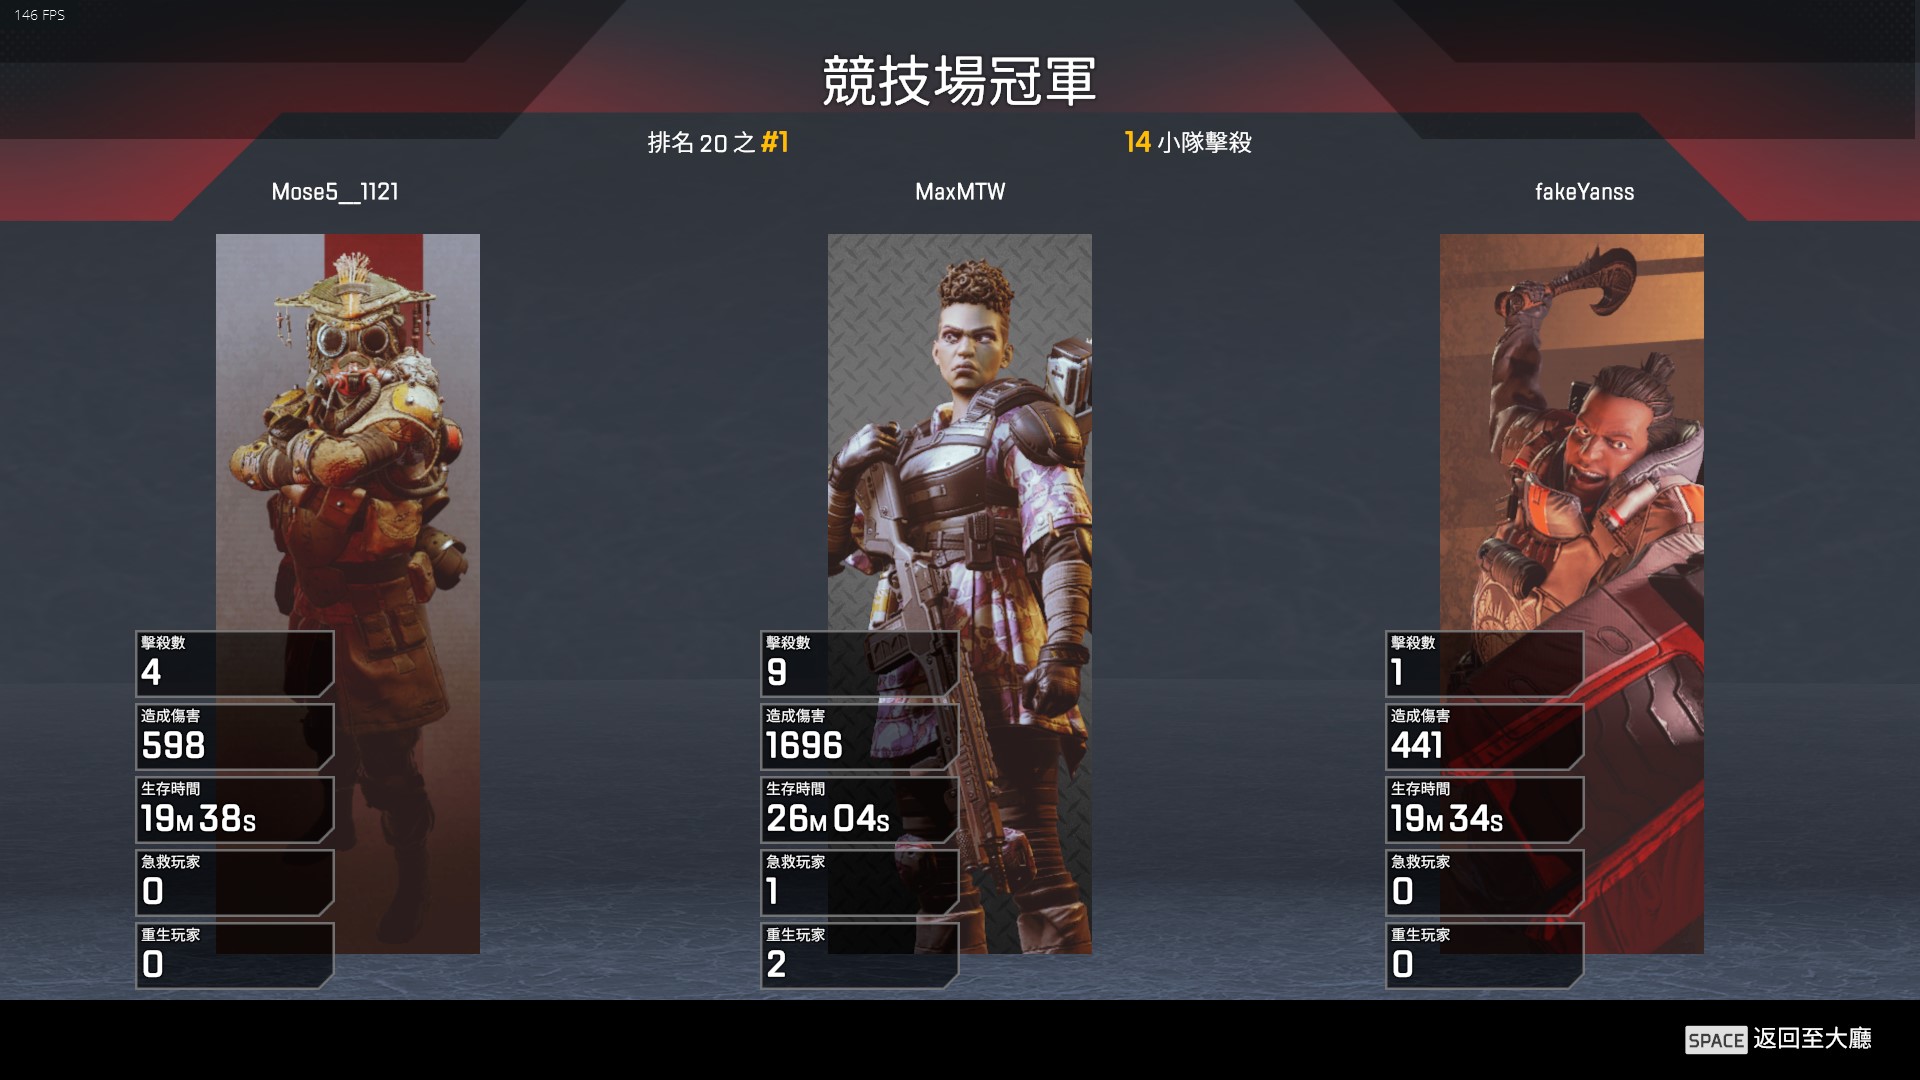 146 FPS
競技場冠軍
排名 20 之 #1
14 小隊擊殺
Mose5__1121
MaxMTW
fakeYanss
擊殺數
4
造成傷害
598
生存時間
19M 38S
急救玩家
0
重生玩家
0
擊殺數
9
造成傷害
1696
生存時間
26M 04S
急救玩家
1
重生玩家
2
擊殺數
1
造成傷害
441
生存時間
19M 34S
急救玩家
0
重生玩家
0
SPACE 返回至大廳